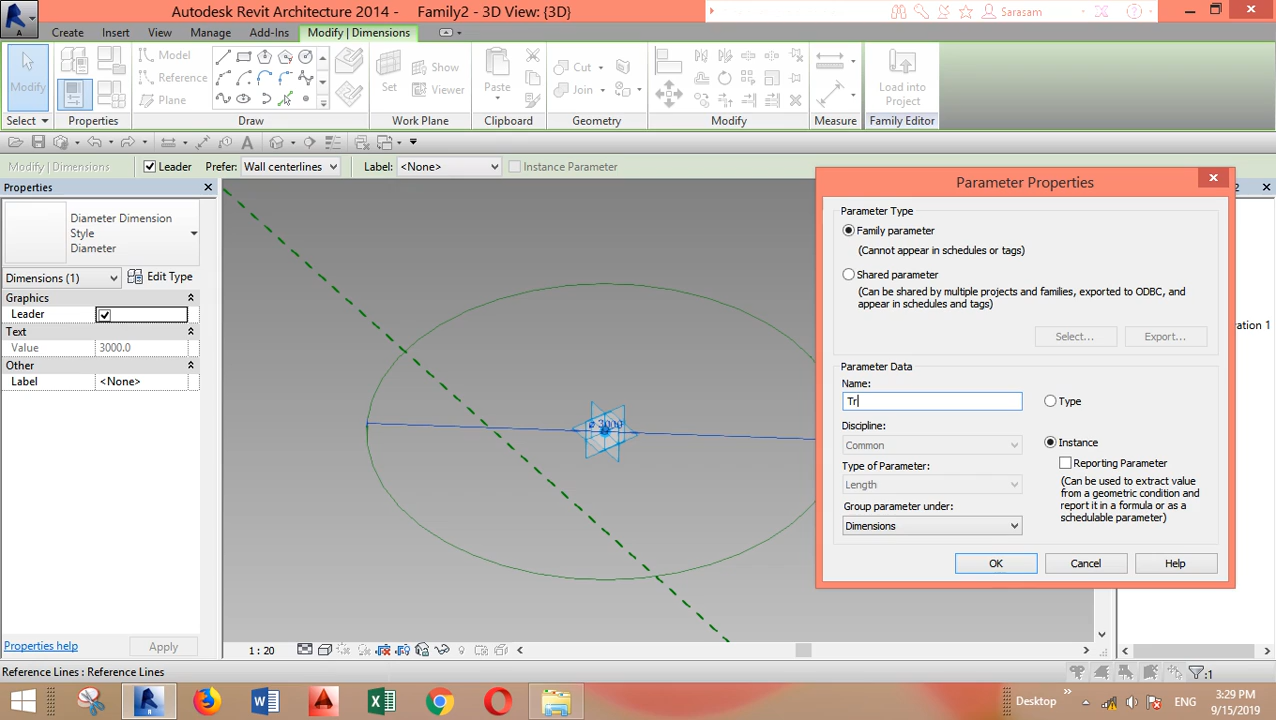 Autodesk Revit Architecture 2014 - Family2 - 3D View: {3D}
Sarasam
Create Insert View Manage Add-Ins Modify | Dimensions
Modify
Model
Reference
Plane
Set
Show
Viewer
Paste
Cut
Join
Load into
Project
Select Properties Draw Work Plane Clipboard Geometry Modify Measure Family Editor
Modify | Dimensions Leader Prefer: Wall centerlines Label: <None> Instance Parameter
Properties
Diameter Dimension
Style
Diameter
Dimensions (1) Edit Type
Graphics
Leader
Text
Value 3000.0
Other
Label <None>
Properties help Apply
ø 3000
Parameter Properties
Parameter Type
Family parameter
(Cannot appear in schedules or tags)
Shared parameter
(Can be shared by multiple projects and families, exported to ODBC, and
appear in schedules and tags)
Select... Export...
Parameter Data
Name:
Tr
Type
Discipline:
Common
Instance
Type of Parameter:
Reporting Parameter
Length
(Can be used to extract value
from a geometric condition and
report it in a formula or as a
schedulable parameter)
Group parameter under:
Dimensions
OK Cancel Help
1 : 20
Reference Lines : Reference Lines
:1
Desktop
ENG
3:29 PM
9/15/2019